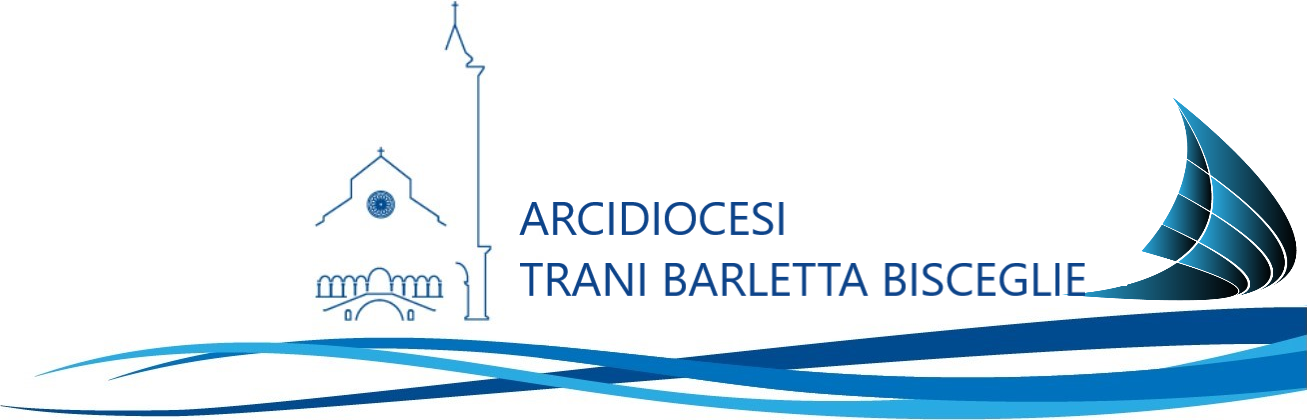 ARCIDIOCESI
TRANI BARLETTA BISCEGLIE